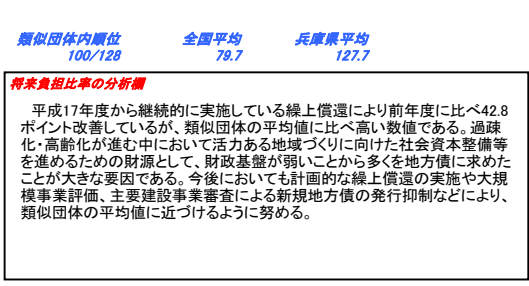 類似団体内順位 全国平均 兵庫県平均
100/128 79.7 127.7
将来負担比率の分析欄
平成17年度から継続的に実施している繰上償還により前年度に比べ42.8
ポイント改善しているが、類似団体の平均値に比べ高い数値である。過疎
化・高齢化が進む中において活力ある地域づくりに向けた社会資本整備等
を進めるための財源として、財政基盤が弱いことから多くを地方債に求めた
ことが大きな要因である。今後においても計画的な繰上償還の実施や大規
模事業評価、主要建設事業審査による新規地方債の発行抑制などにより、
類似団体の平均値に近づけるように努める。